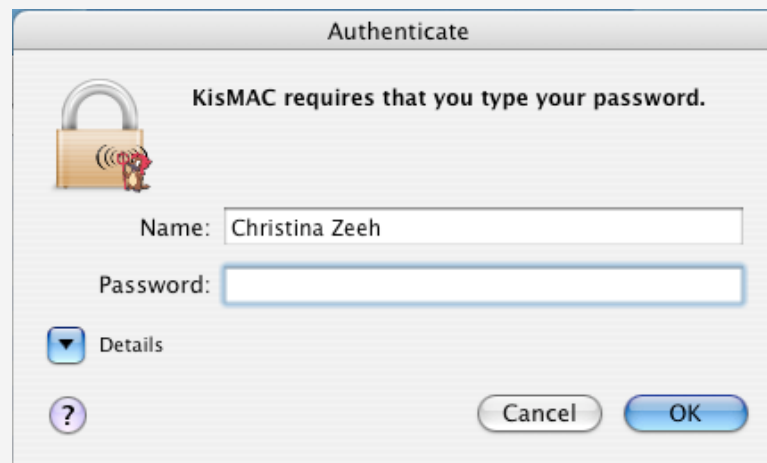 Authenticate
KisMAC requires that you type your password.
Name: Christina Zeeh
Password:
Details
?
Cancel OK